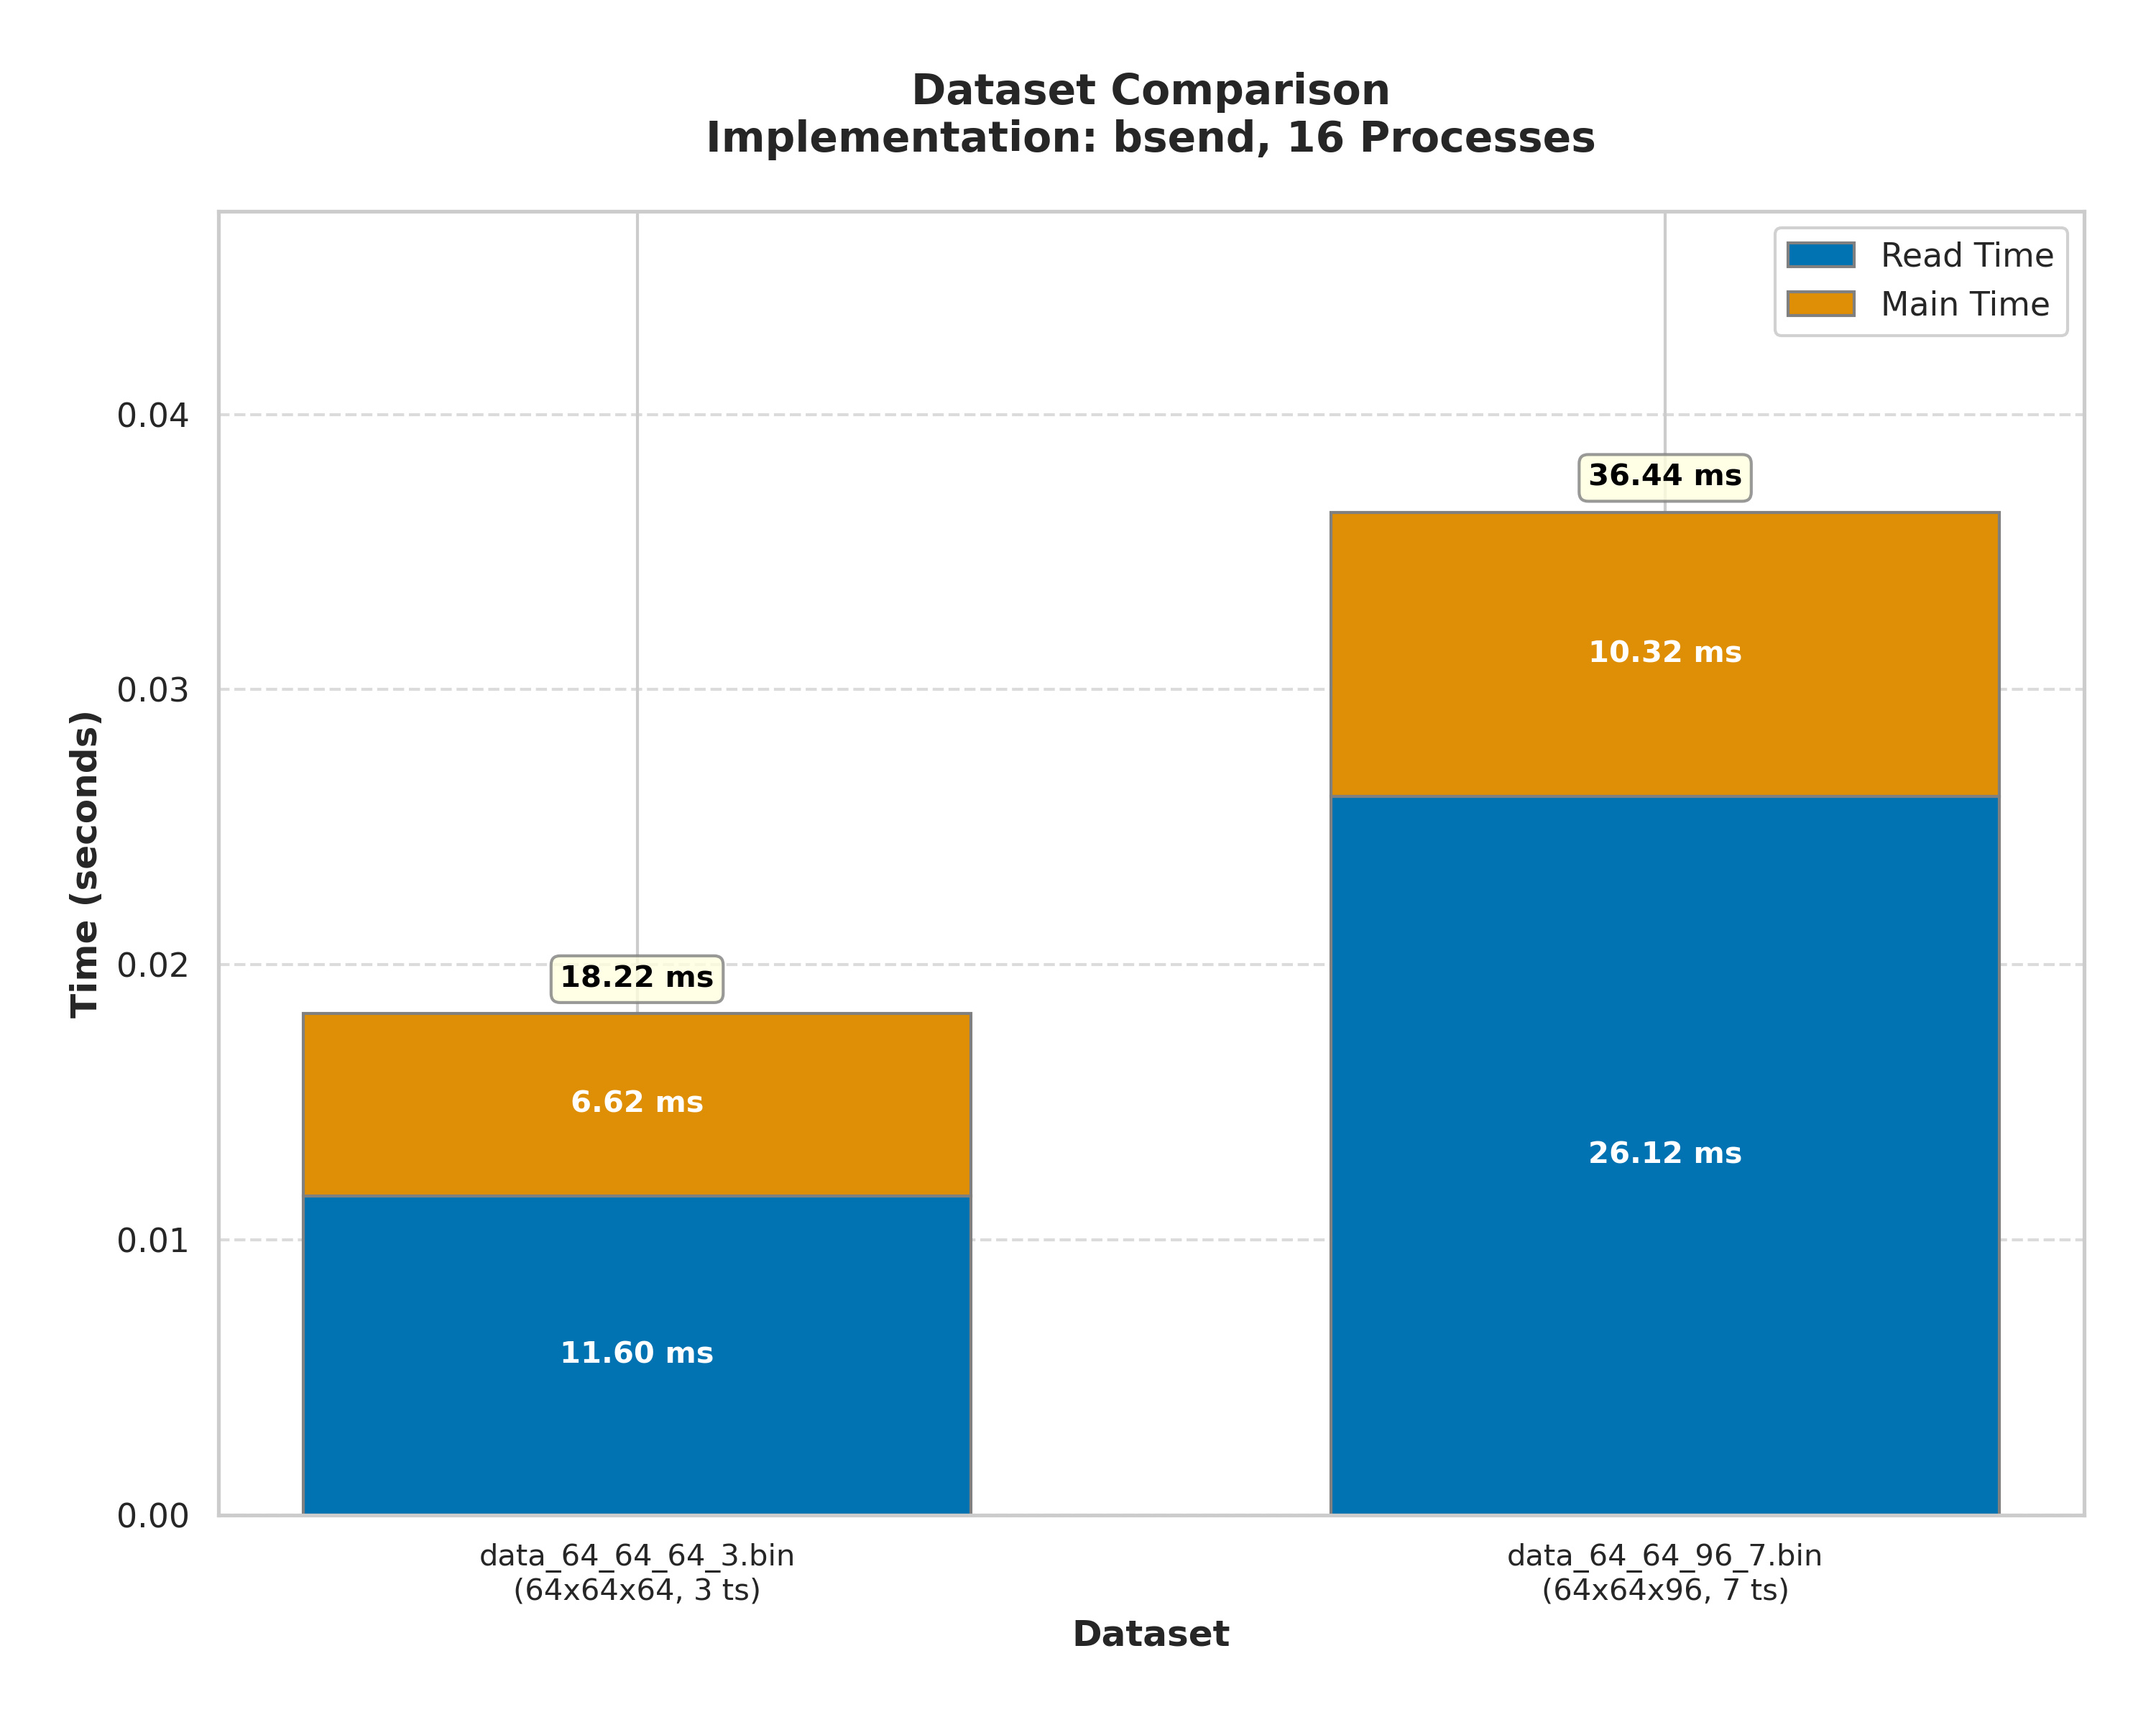 Dataset Comparison
Implementation: bsend, 16 Processes
Read Time
Main Time
Time (seconds)
0.04
0.03
0.02
0.01
0.00
36.44 ms
10.32 ms
26.12 ms
18.22 ms
6.62 ms
11.60 ms
data_64_64_64_3.bin
(64x64x64, 3 ts)
data_64_64_96_7.bin
(64x64x96, 7 ts)
Dataset